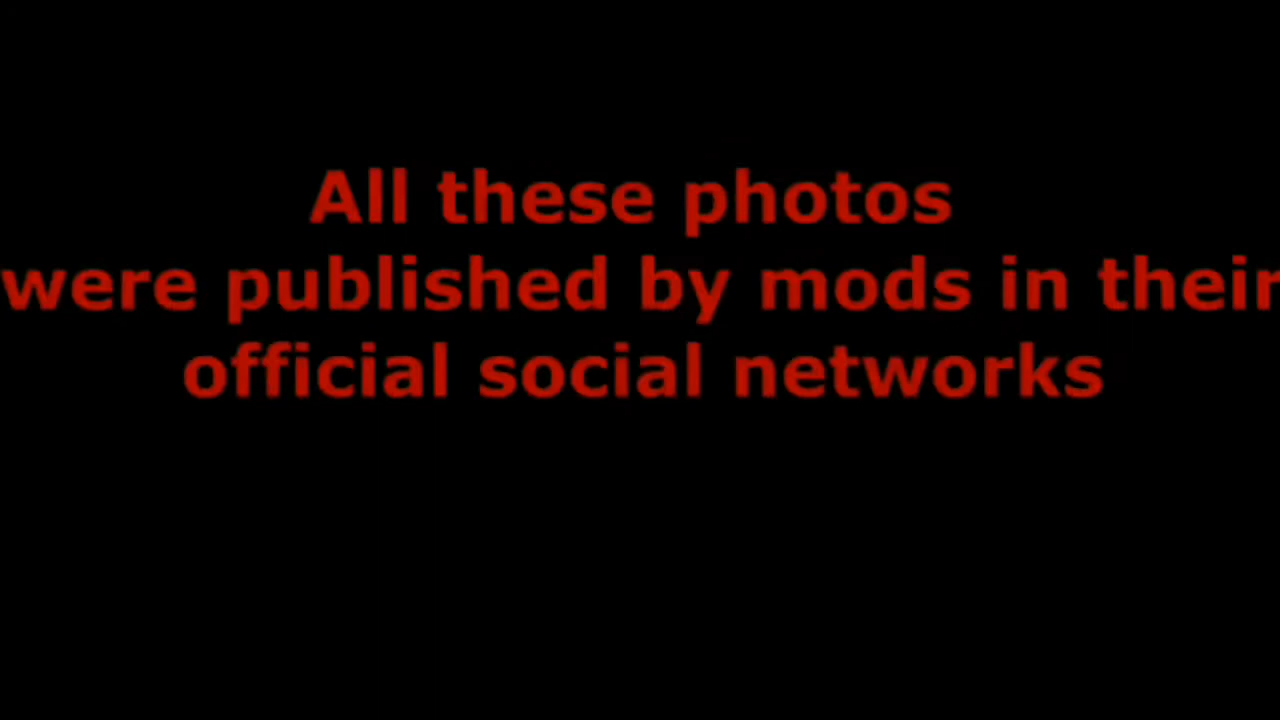 All these photos
were published by mods in their
official social networks